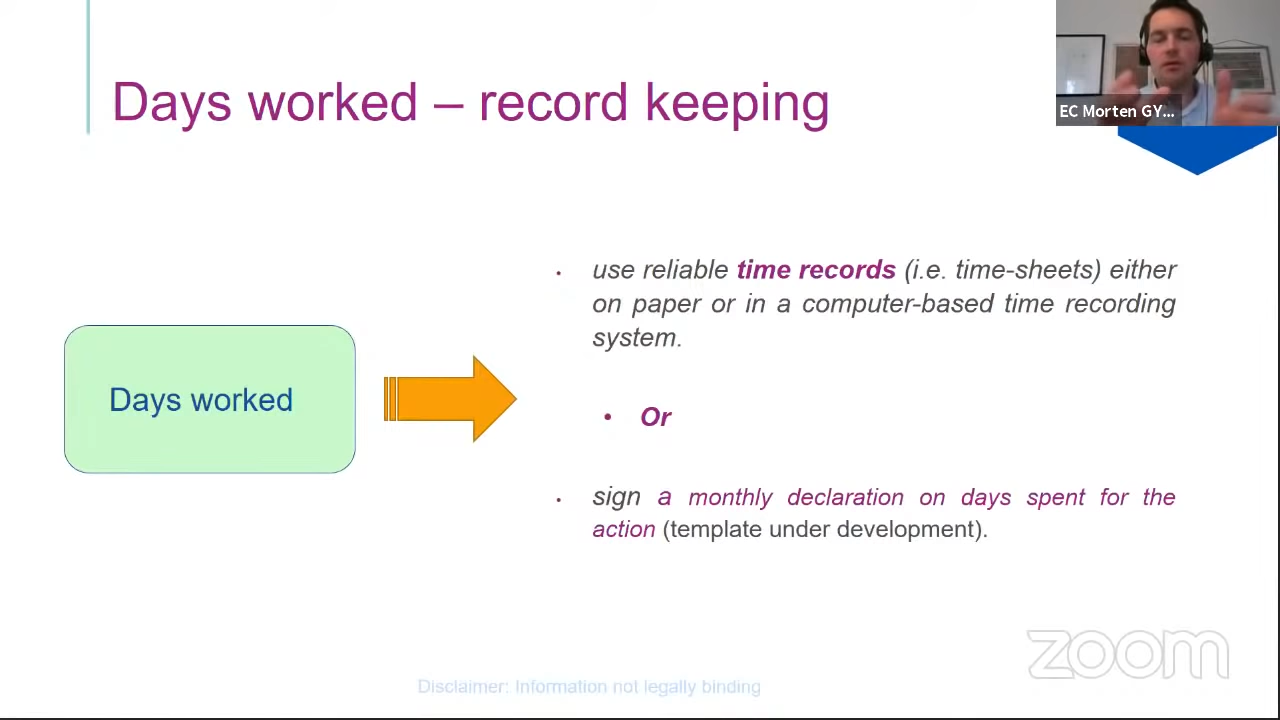 EC Morten GY...
Days worked – record keeping
Days worked
• use reliable time records (i.e. time-sheets) either
on paper or in a computer-based time recording
system.
• Or
• sign a monthly declaration on days spent for the
action (template under development).
zoom
Disclaimer: Information not legally binding